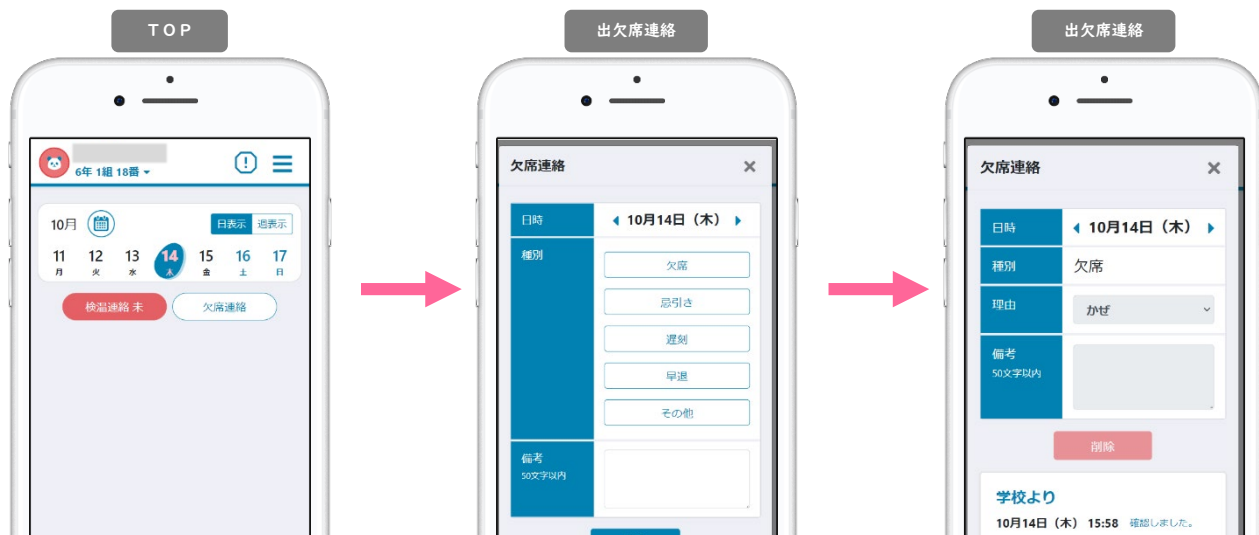 TOP
6年 1組 18番
10月
日表示 週表示
11 12 13 14 15 16 17
月 火 水 木 金 土 日
検温連絡 未 欠席連絡
出欠席連絡
欠席連絡 ×
日時 10月14日（木）
種別
欠席
忌引き
遅刻
早退
その他
備考
50文字以内
出欠席連絡
欠席連絡 ×
日時 10月14日（木）
種別 欠席
理由 かぜ
備考
50文字以内
削除
学校より
10月14日（木） 15:58 確認しました。